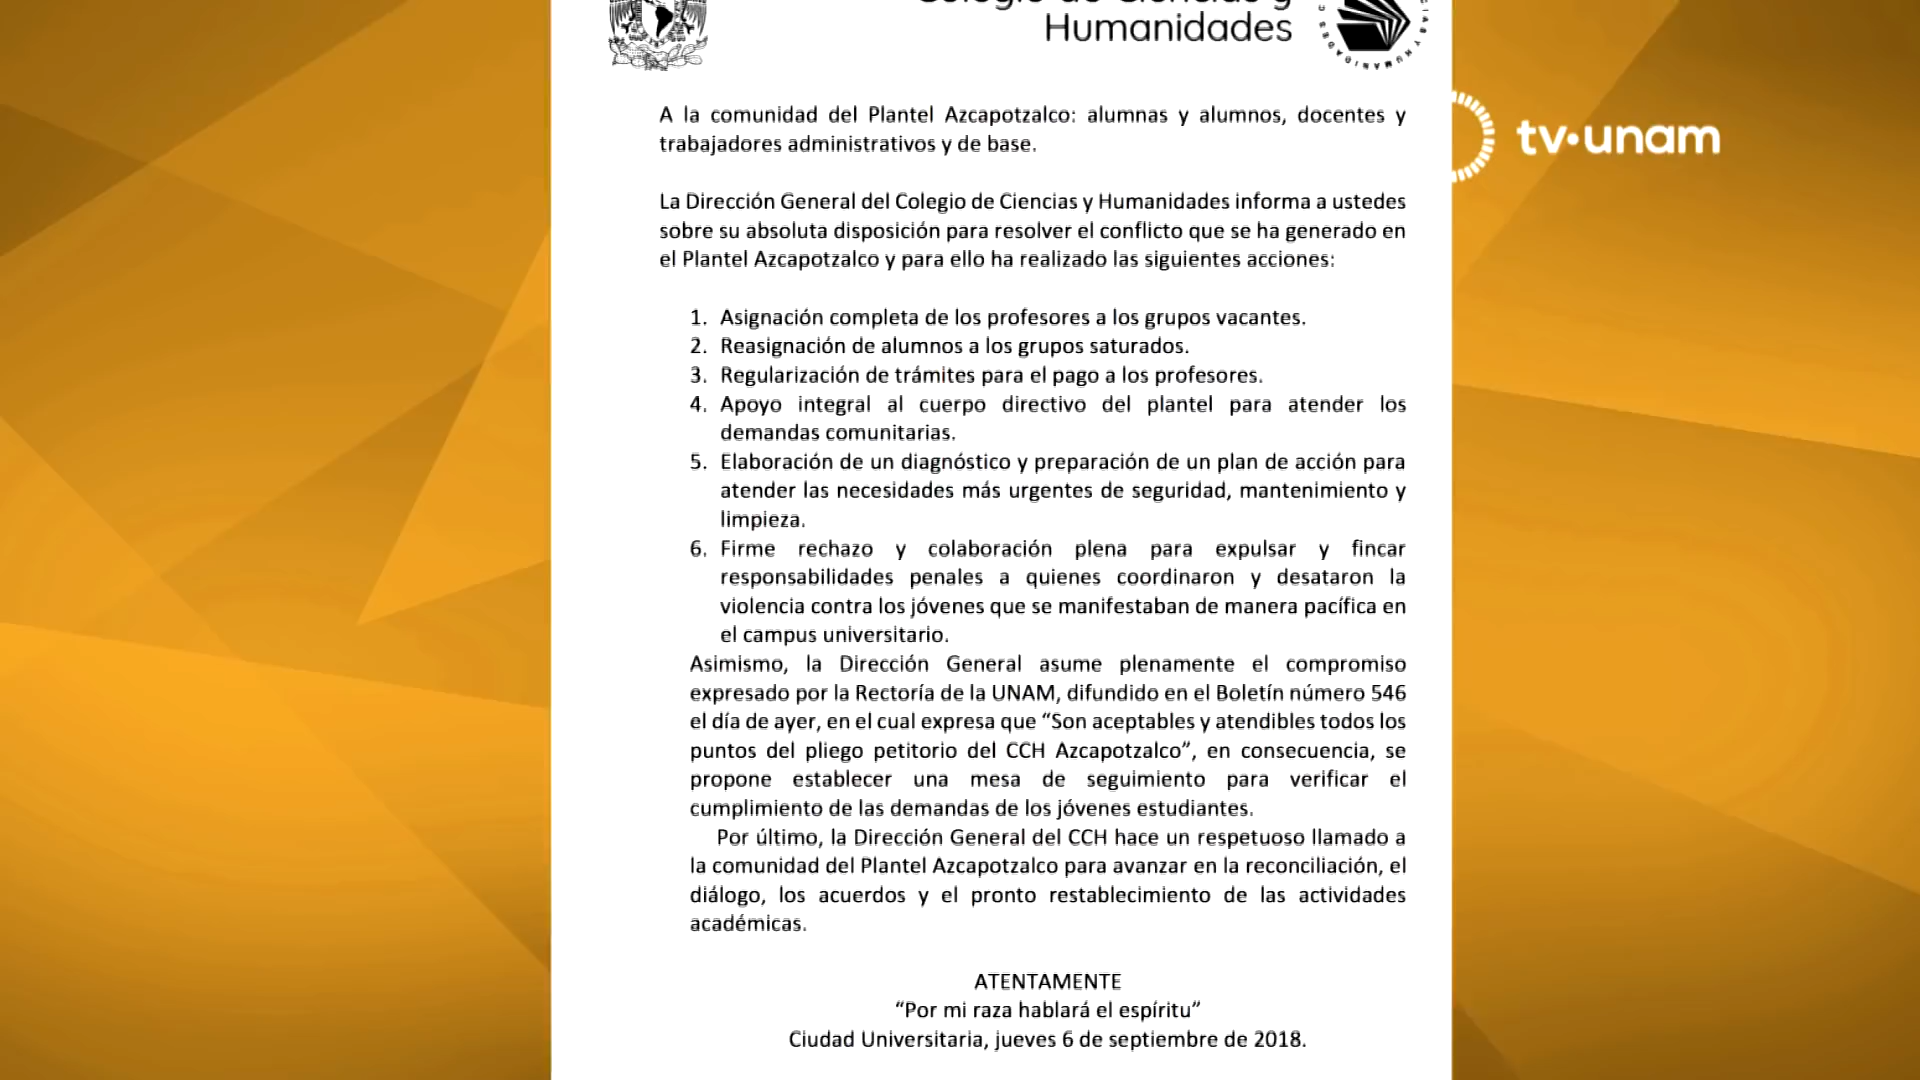 Colegio de Ciencias y
Humanidades
tv·unam
A la comunidad del Plantel Azcapotzalco: alumnas y alumnos, docentes y
trabajadores administrativos y de base.
La Dirección General del Colegio de Ciencias y Humanidades informa a ustedes
sobre su absoluta disposición para resolver el conflicto que se ha generado en
el Plantel Azcapotzalco y para ello ha realizado las siguientes acciones:
1. Asignación completa de los profesores a los grupos vacantes.
2. Reasignación de alumnos a los grupos saturados.
3. Regularización de trámites para el pago a los profesores.
4. Apoyo integral al cuerpo directivo del plantel para atender los
demandas comunitarias.
5. Elaboración de un diagnóstico y preparación de un plan de acción para
atender las necesidades más urgentes de seguridad, mantenimiento y
limpieza.
6. Firme rechazo y colaboración plena para expulsar y fincar
responsabilidades penales a quienes coordinaron y desataron la
violencia contra los jóvenes que se manifestaban de manera pacífica en
el campus universitario.
Asimismo, la Dirección General asume plenamente el compromiso
expresado por la Rectoría de la UNAM, difundido en el Boletín número 546
el día de ayer, en el cual expresa que “Son aceptables y atendibles todos los
puntos del pliego petitorio del CCH Azcapotzalco”, en consecuencia, se
propone establecer una mesa de seguimiento para verificar el
cumplimiento de las demandas de los jóvenes estudiantes.
Por último, la Dirección General del CCH hace un respetuoso llamado a
la comunidad del Plantel Azcapotzalco para avanzar en la reconciliación, el
diálogo, los acuerdos y el pronto restablecimiento de las actividades
académicas.
ATENTAMENTE
“Por mi raza hablará el espíritu”
Ciudad Universitaria, jueves 6 de septiembre de 2018.